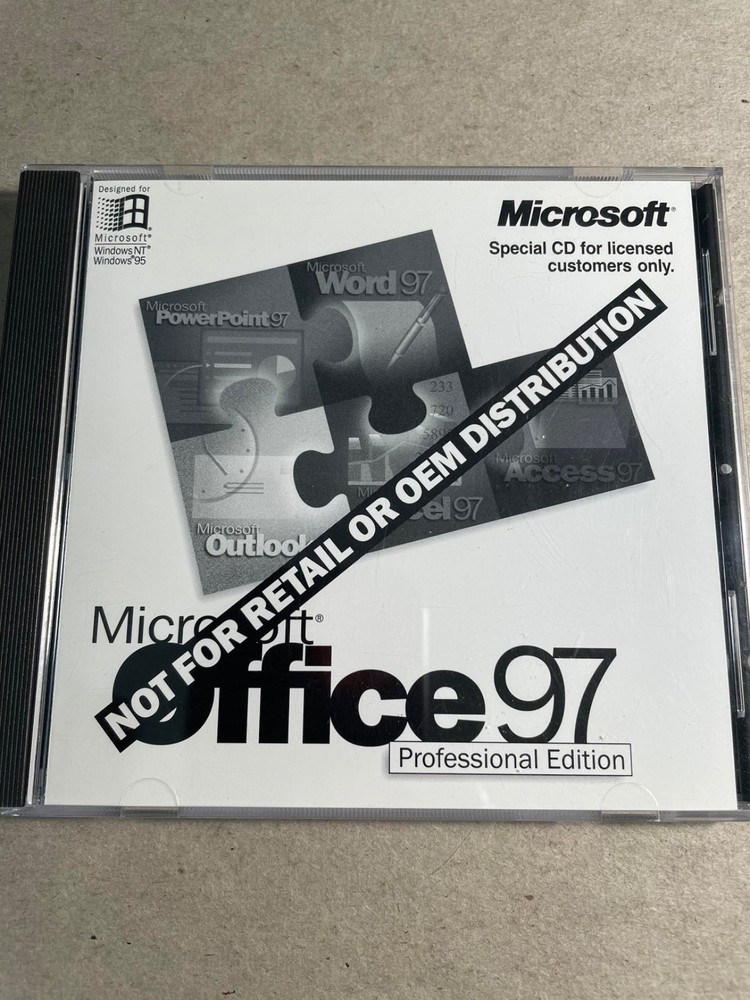 Designed for
Microsoft®
Windows NT®
Windows®95
Microsoft®
Special CD for licensed
customers only.
Microsoft
Word 97
Microsoft
PowerPoint 97
233
720
Microsoft
Access 97
el 97
Microsoft
Outlook
NOT FOR RETAIL OR OEM DISTRIBUTION
Microsoft®
Office 97
Professional Edition